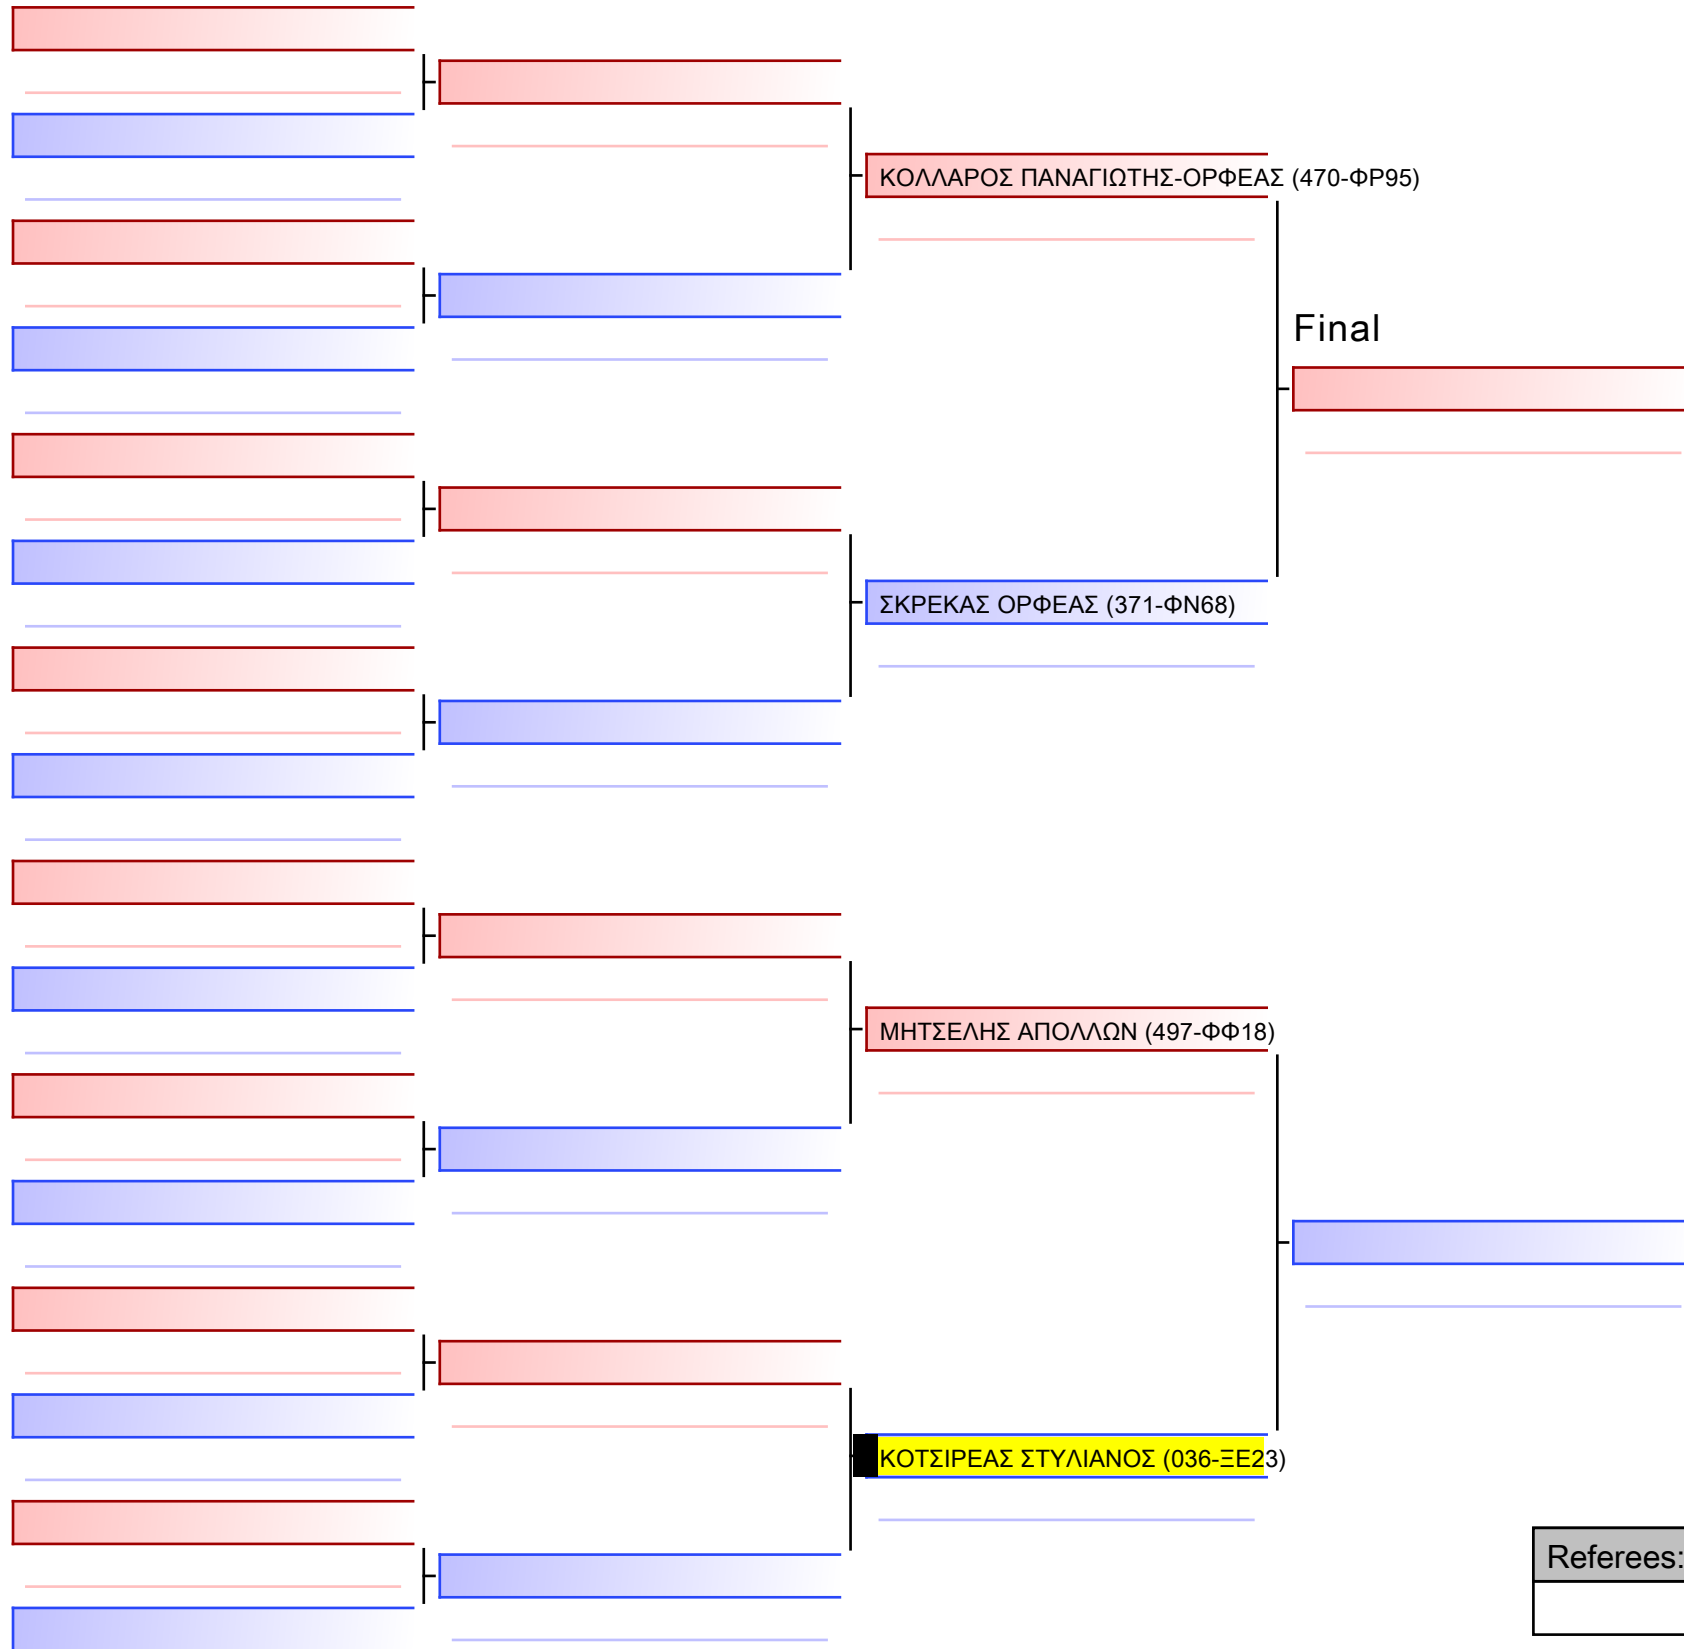 ΚΟΛΛΑΡΟΣ ΠΑΝΑΓΙΩΤΗΣ-ΟΡΦΕΑΣ (470-ΦΡ95)
Final
ΣΚΡΕΚΑΣ ΟΡΦΕΑΣ (371-ΦΝ68)
ΜΗΤΣΕΛΗΣ ΑΠΟΛΛΩΝ (497-ΦΦ18)
ΚΟΤΣΙΡΕΑΣ ΣΤΥΛΙΑΝΟΣ (036-ΞΕ23)
Referees: